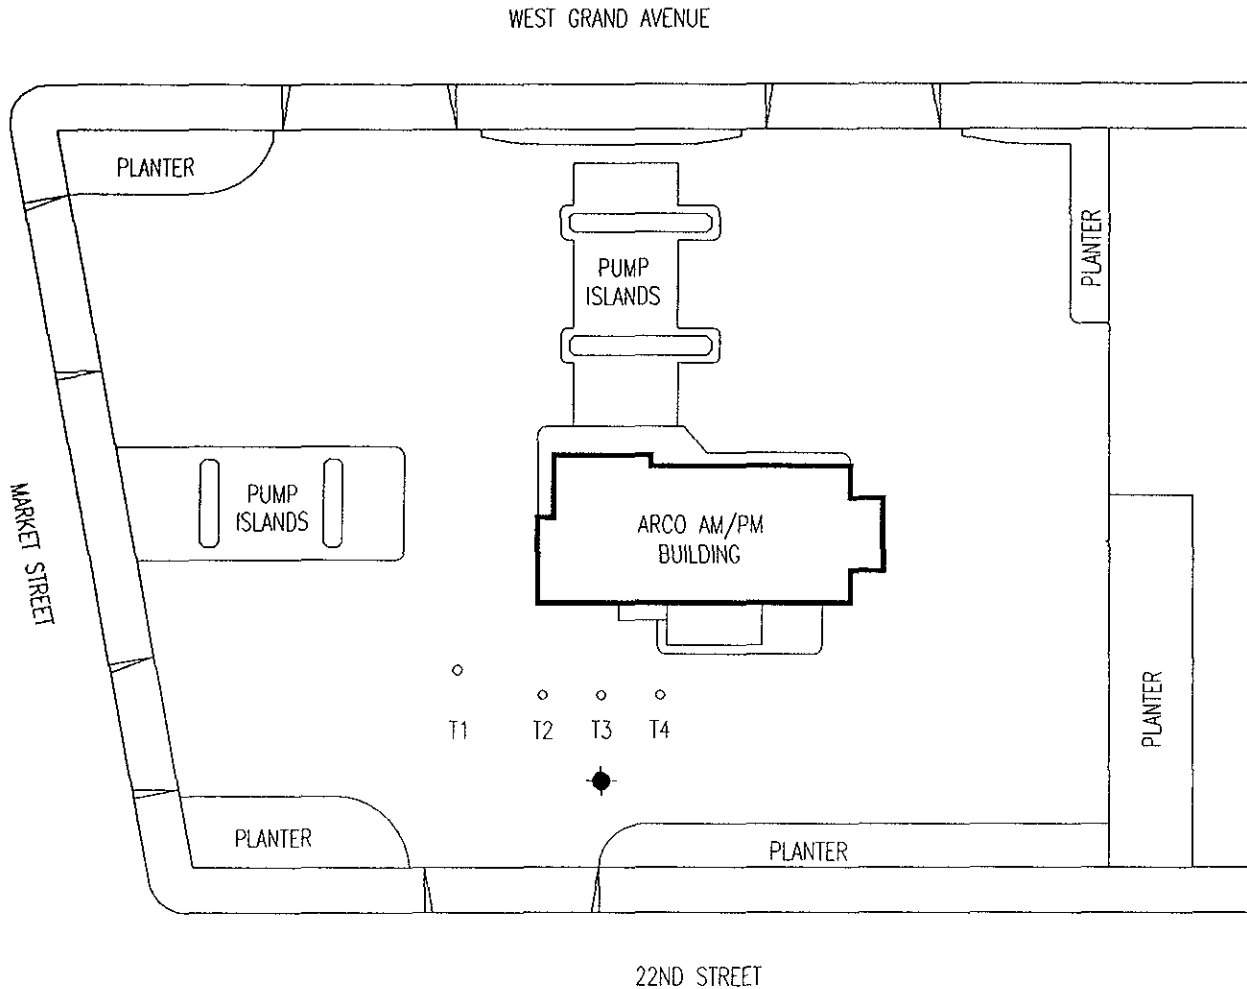 WEST GRAND AVENUE
PLANTER
PLANTER
PUMP
ISLANDS
MARKET STREET
PUMP
ISLANDS
ARCO AM/PM
BUILDING
PLANTER
T1
T2
T3
T4
PLANTER
PLANTER
22ND STREET